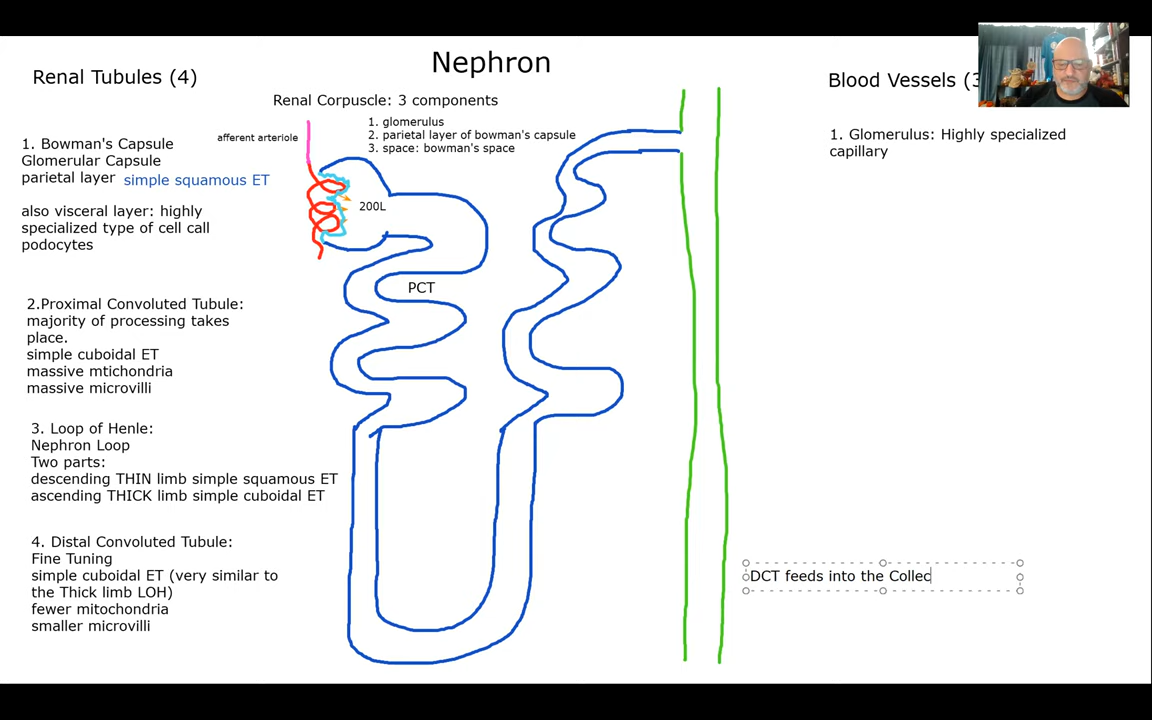 Nephron
Renal Tubules (4)
Blood Vessels (3
Renal Corpuscle: 3 components
1. glomerulus
2. parietal layer of bowman's capsule
3. space: bowman's space
afferent arteriole
1. Bowman's Capsule
Glomerular Capsule
parietal layer simple squamous ET
also visceral layer: highly
specialized type of cell call
podocytes
200L
PCT
2.Proximal Convoluted Tubule:
majority of processing takes
place.
simple cuboidal ET
massive mtichondria
massive microvilli
3. Loop of Henle:
Nephron Loop
Two parts:
descending THIN limb simple squamous ET
ascending THICK limb simple cuboidal ET
4. Distal Convoluted Tubule:
Fine Tuning
simple cuboidal ET (very similar to
the Thick limb LOH)
fewer mitochondria
smaller microvilli
1. Glomerulus: Highly specialized
capillary
DCT feeds into the Collec